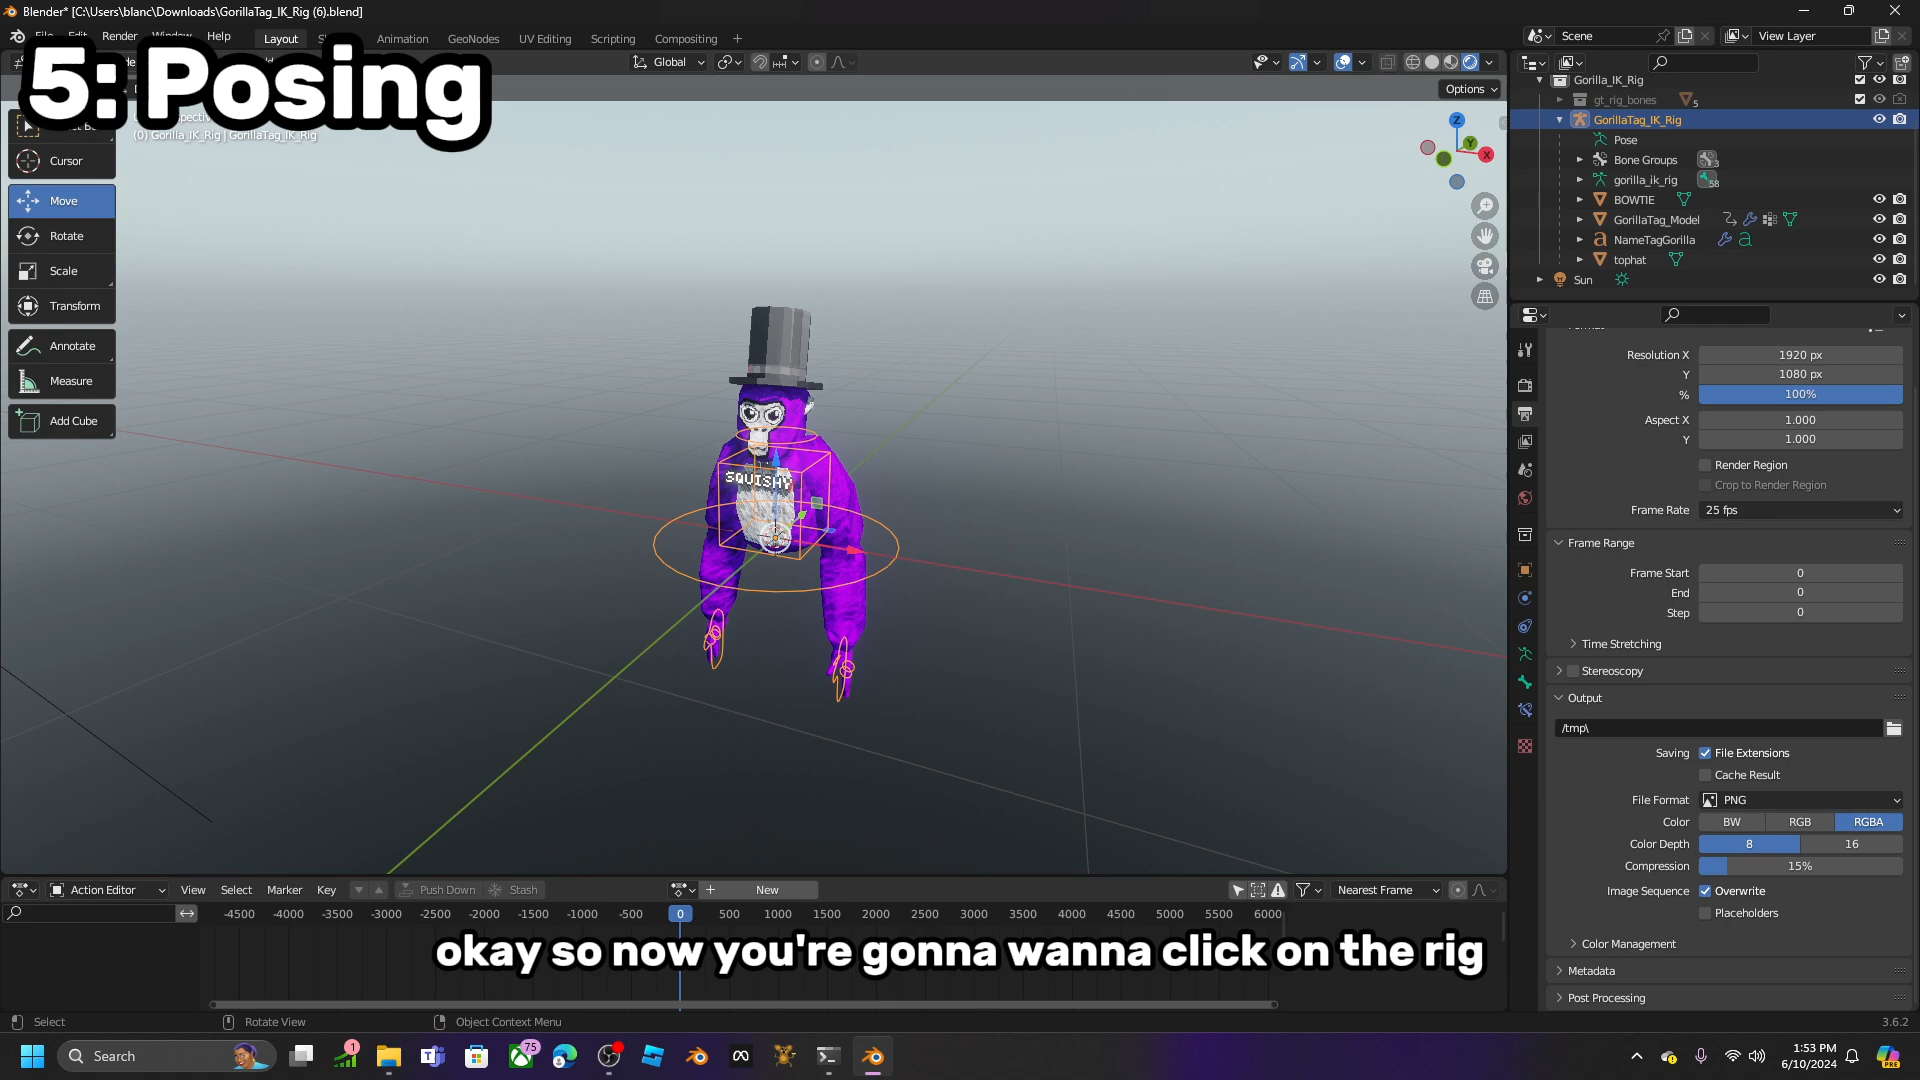 Blender* [C:\Users\blanc\Downloads\GorillaTag_IK_Rig (6).blend]
File Edit Render Window Help Layout Animation GeoNodes UV Editing Scripting Compositing
Scene View Layer
5: Posing
Global
Options
(0) Gorilla_IK_Rig | GorillaTag_IK_Rig
Cursor
Move
Rotate
Scale
Transform
Annotate
Measure
Add Cube
Z
Y
X
SQUISHY
Gorilla_IK_Rig
gt_rig_bones 5
GorillaTag_IK_Rig
Pose
Bone Groups 3
gorilla_ik_rig 58
BOWTIE
GorillaTag_Model
NameTagGorilla
tophat
Sun
Resolution X 1920 px
Y 1080 px
% 100%
Aspect X 1.000
Y 1.000
Render Region
Crop to Render Region
Frame Rate 25 fps
Frame Range
Frame Start 0
End 0
Step 0
Time Stretching
Stereoscopy
Output
/tmp\
Saving File Extensions
Cache Result
File Format PNG
Color BW RGB RGBA
Color Depth 8 16
Compression 15%
Image Sequence Overwrite
Placeholders
Color Management
Metadata
Post Processing
Action Editor View Select Marker Key Push Down Stash New Nearest Frame
-4500 -4000 -3500 -3000 -2500 -2000 -1500 -1000 -500 0 500 1000 1500 2000 2500 3000 3500 4000 4500 5000 5500 6000
okay so now you're gonna wanna click on the rig
Select Rotate View Object Context Menu 3.6.2
Search 1 75 1:53 PM
6/10/2024
PRE